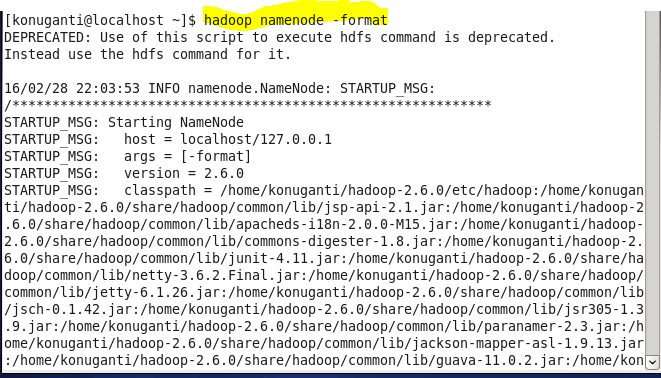 [konuganti@localhost ~]$ hadoop namenode -format
DEPRECATED: Use of this script to execute hdfs command is deprecated.
Instead use the hdfs command for it.
16/02/28 22:03:53 INFO namenode.NameNode: STARTUP_MSG:
/************************************************************
STARTUP_MSG: Starting NameNode
STARTUP_MSG:   host = localhost/127.0.0.1
STARTUP_MSG:   args = [-format]
STARTUP_MSG:   version = 2.6.0
STARTUP_MSG:   classpath = /home/konuganti/hadoop-2.6.0/etc/hadoop:/home/konugan
ti/hadoop-2.6.0/share/hadoop/common/lib/jsp-api-2.1.jar:/home/konuganti/hadoop-2
.6.0/share/hadoop/common/lib/apacheds-i18n-2.0.0-M15.jar:/home/konuganti/hadoop-
2.6.0/share/hadoop/common/lib/commons-digester-1.8.jar:/home/konuganti/hadoop-2.
6.0/share/hadoop/common/lib/junit-4.11.jar:/home/konuganti/hadoop-2.6.0/share/ha
doop/common/lib/netty-3.6.2.Final.jar:/home/konuganti/hadoop-2.6.0/share/hadoop/
common/lib/jetty-6.1.26.jar:/home/konuganti/hadoop-2.6.0/share/hadoop/common/lib
/jsch-0.1.42.jar:/home/konuganti/hadoop-2.6.0/share/hadoop/common/lib/jsr305-1.3
.9.jar:/home/konuganti/hadoop-2.6.0/share/hadoop/common/lib/paranamer-2.3.jar:/h
ome/konuganti/hadoop-2.6.0/share/hadoop/common/lib/jackson-mapper-asl-1.9.13.jar
:/home/konuganti/hadoop-2.6.0/share/hadoop/common/lib/guava-11.0.2.jar:/home/kon